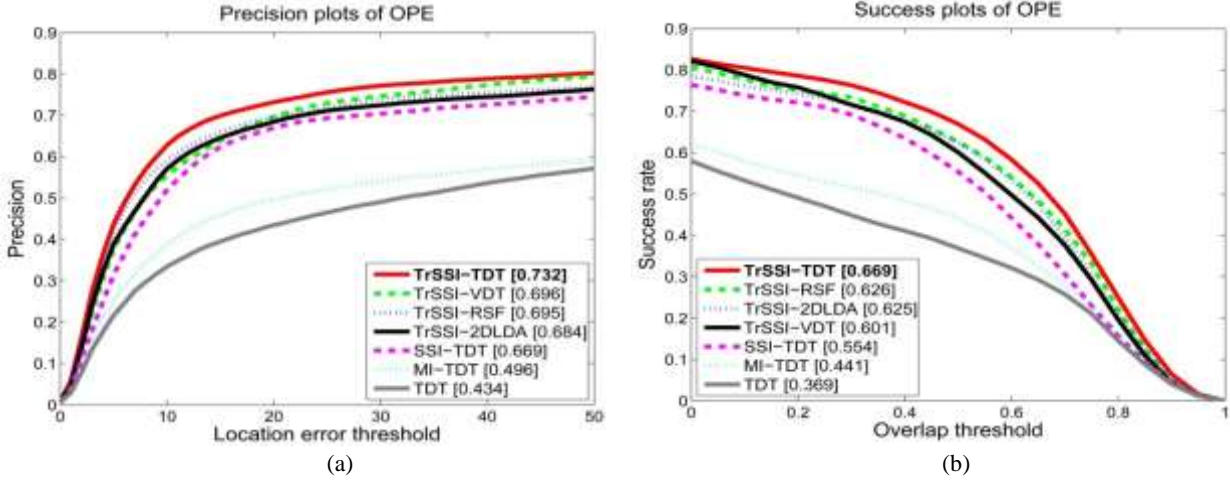 Precision plots of OPE
Precision
0.9
0.8
0.7
0.6
0.5
0.4
0.3
0.2
0.1
0
0 10 20 30 40 50
Location error threshold
TrSSI-TDT [0.732]
TrSSI-VDT [0.696]
TrSSI-RSF [0.695]
TrSSI-2DLDA [0.684]
SSI-TDT [0.669]
MI-TDT [0.496]
TDT [0.434]
(a)
Success plots of OPE
Success rate
0.9
0.8
0.7
0.6
0.5
0.4
0.3
0.2
0.1
0
0 0.2 0.4 0.6 0.8 1
Overlap threshold
TrSSI-TDT [0.669]
TrSSI-RSF [0.626]
TrSSI-2DLDA [0.625]
TrSSI-VDT [0.601]
SSI-TDT [0.554]
MI-TDT [0.441]
TDT [0.369]
(b)